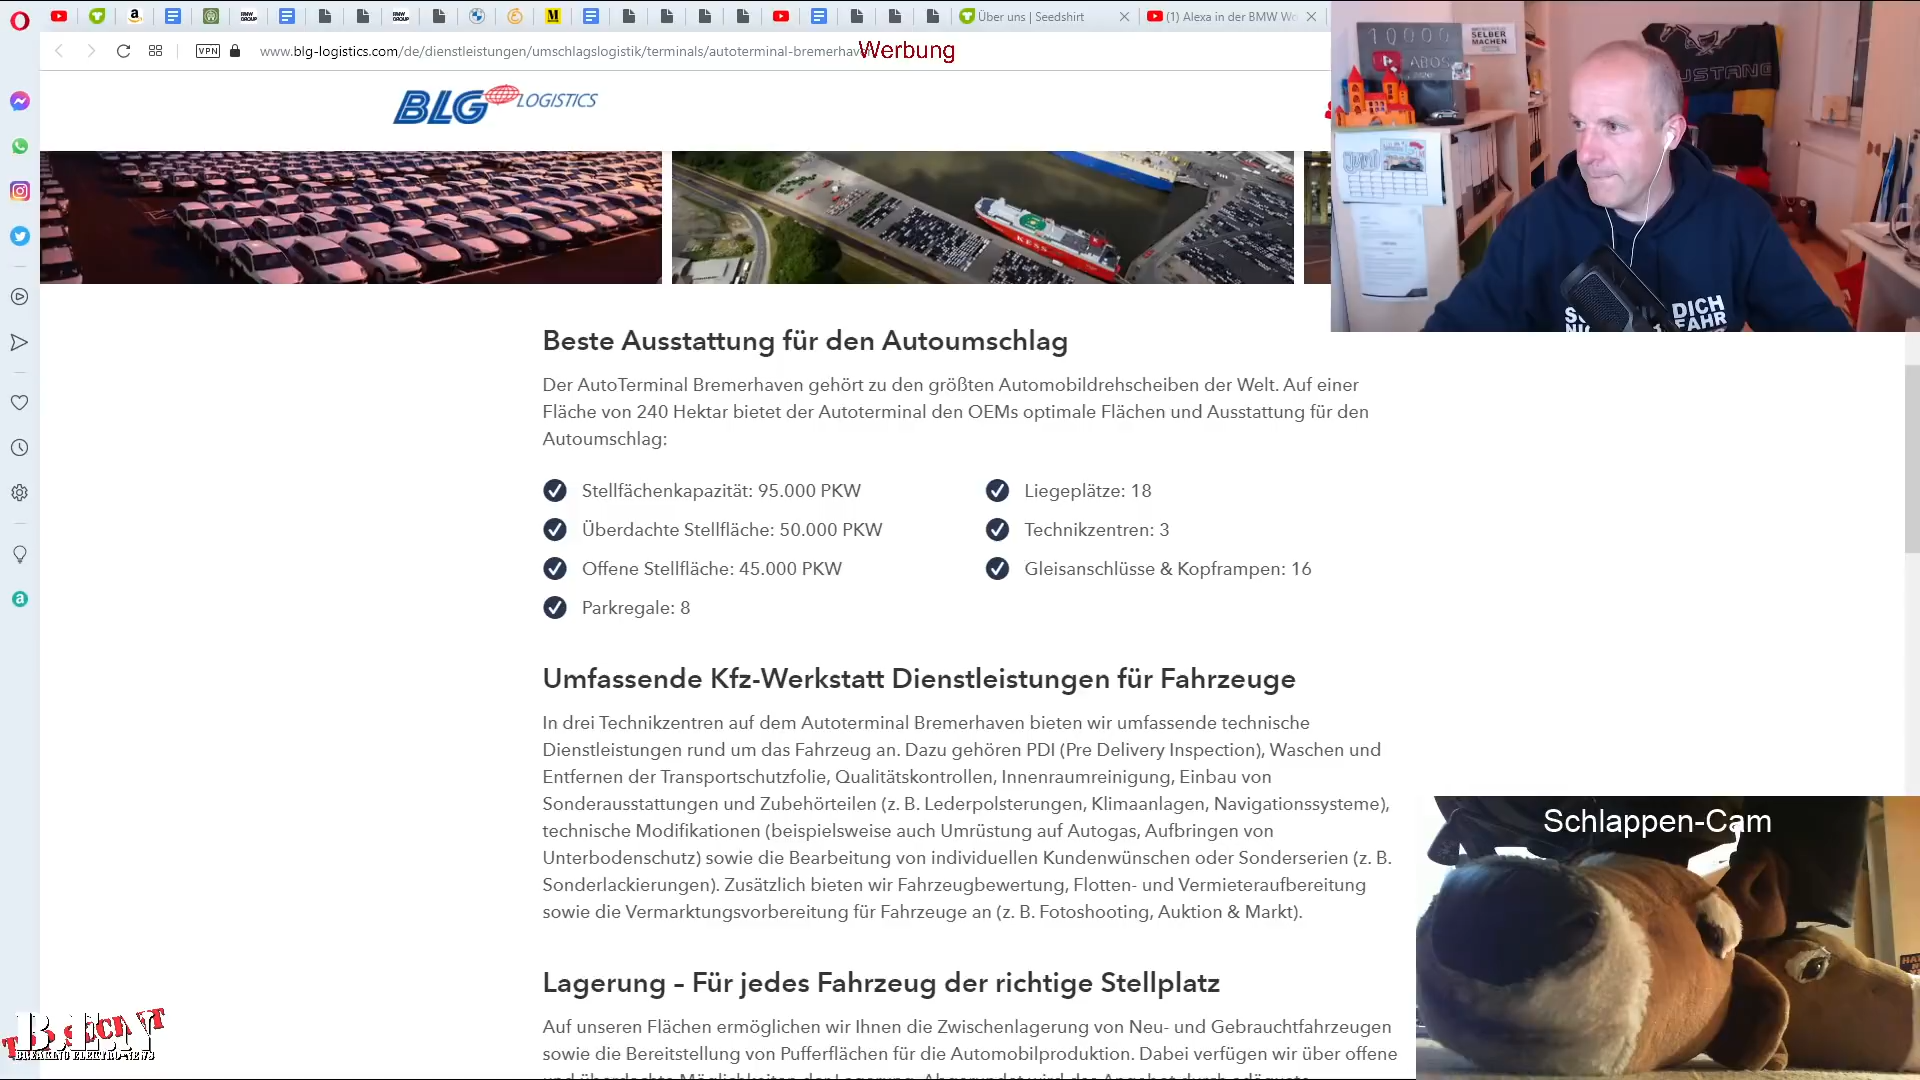 Über uns | Seedshirt
(1) Alexa in der BMW Wo
VPN
www.blg-logistics.com/de/dienstleistungen/umschlagslogistik/terminals/autoterminal-bremerhav
Werbung
BLG LOGISTICS
10000
ABOS
SELBER
MACHEN
MUSTANG
DICH
FAHR
KESS
Beste Ausstattung für den Autoumschlag
Der AutoTerminal Bremerhaven gehört zu den größten Automobildrehscheiben der Welt. Auf einer
Fläche von 240 Hektar bietet der Autoterminal den OEMs optimale Flächen und Ausstattung für den
Autoumschlag:
Stellfächenkapazität: 95.000 PKW
Überdachte Stellfläche: 50.000 PKW
Offene Stellfläche: 45.000 PKW
Parkregale: 8
Liegeplätze: 18
Technikzentren: 3
Gleisanschlüsse & Kopframpen: 16
Umfassende Kfz-Werkstatt Dienstleistungen für Fahrzeuge
In drei Technikzentren auf dem Autoterminal Bremerhaven bieten wir umfassende technische
Dienstleistungen rund um das Fahrzeug an. Dazu gehören PDI (Pre Delivery Inspection), Waschen und
Entfernen der Transportschutzfolie, Qualitätskontrollen, Innenraumreinigung, Einbau von
Sonderausstattungen und Zubehörteilen (z. B. Lederpolsterungen, Klimaanlagen, Navigationssysteme),
technische Modifikationen (beispielsweise auch Umrüstung auf Autogas, Aufbringen von
Unterbodenschutz) sowie die Bearbeitung von individuellen Kundenwünschen oder Sonderserien (z. B.
Sonderlackierungen). Zusätzlich bieten wir Fahrzeugbewertung, Flotten- und Vermieteraufbereitung
sowie die Vermarktungsvorbereitung für Fahrzeuge an (z. B. Fotoshooting, Auktion & Markt).
Schlappen-Cam
Lagerung – Für jedes Fahrzeug der richtige Stellplatz
Auf unseren Flächen ermöglichen wir Ihnen die Zwischenlagerung von Neu- und Gebrauchtfahrzeugen
sowie die Bereitstellung von Pufferflächen für die Automobilproduktion. Dabei verfügen wir über offene
BREAKING ELEKTRO-NEWS